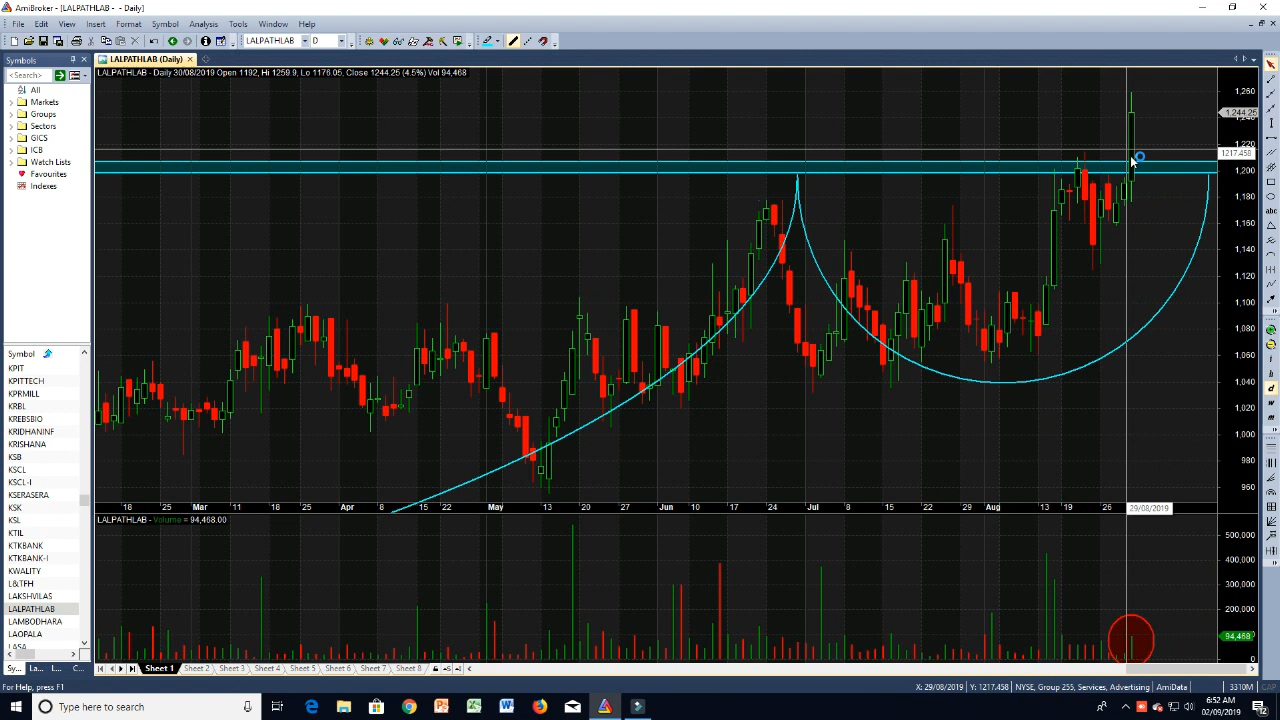 AmiBroker - [LALPATHLAB - - Daily]
File Edit View Insert Format Symbol Analysis Tools Window Help
LALPATHLAB D
Symbols
LALPATHLAB (Daily)
<Search>
LALPATHLAB - Daily 30/08/2019 Open 1192, Hi 1259.9, Lo 1176.05, Close 1244.25 (4.5%) Vol 94,468
All
Markets
Groups
Sectors
GICS
ICB
Watch Lists
Favourites
Indexes
1,260
1,244.25
1,240
1,220
1217.458
1,200
1,180
1,160
1,140
1,120
1,100
1,080
1,060
1,040
1,020
1,000
980
960
abc
Symbol
KPIT
KPITTECH
KPRMILL
KRBL
KREBSBIO
KRIDHANINF
KRISHANA
KSB
KSCL
KSCL-I
KSERASERA
KSK
KSL
KTIL
KTKBANK
KTKBANK-I
KWALITY
L&TFH
LAKSHVILAS
LALPATHLAB
LAMBODHARA
LAOPALA
LASA
18 Mar 11 18 25 Apr 8 15 22 May 13 20 27 Jun 10 17 24 Jul 8 15 22 29 Aug 13 19 26 29/08/2019
LALPATHLAB - Volume = 94,468.00
500,000
400,000
300,000
200,000
94,468
0
Sy... La... L... C...
Sheet 1 Sheet 2 Sheet 3 Sheet 4 Sheet 5 Sheet 6 Sheet 7 Sheet 8
For Help, press F1
X: 29/08/2019 Y: 1217.458 NYSE, Group 255, Services, Advertising AmiData 3310M CAP
Type here to search
6:52 AM
02/09/2019